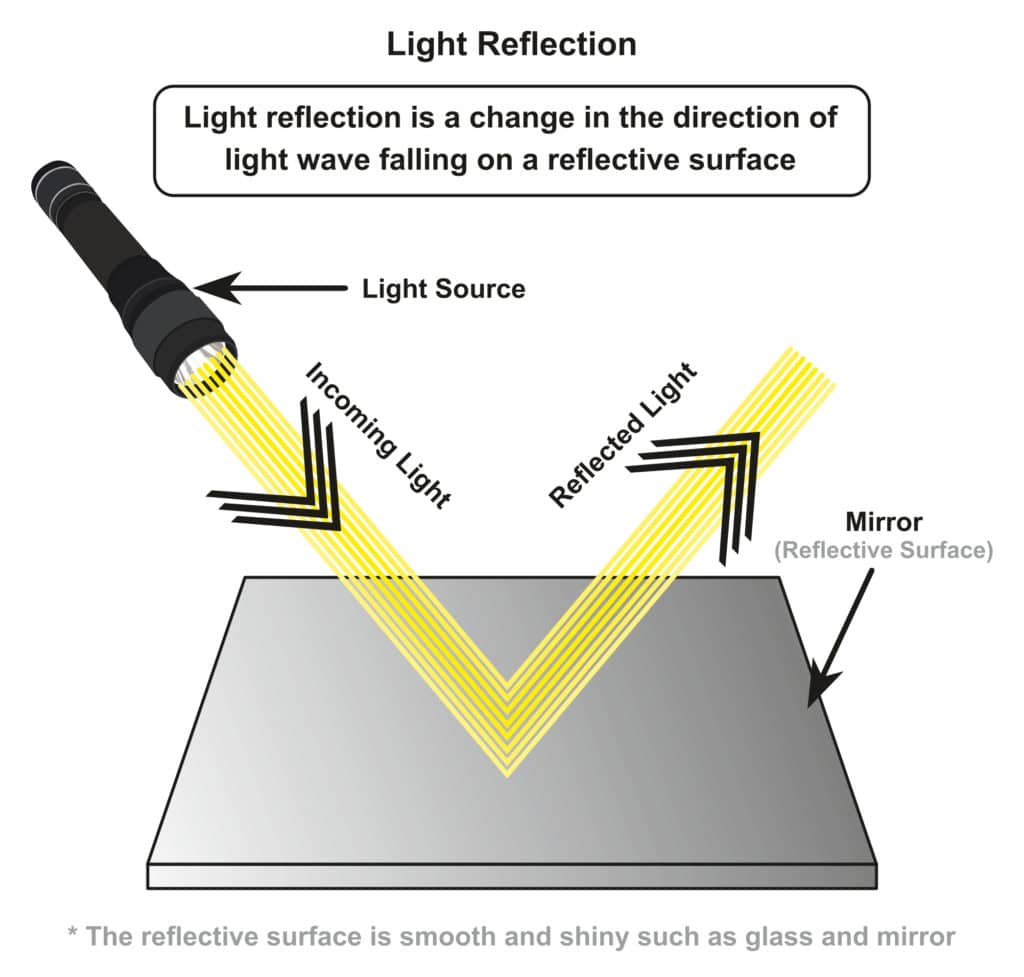 Light Reflection
Light reflection is a change in the direction of
light wave falling on a reflective surface
Light Source
Incoming Light
Reflected Light
Mirror
(Reflective Surface)
* The reflective surface is smooth and shiny such as glass and mirror